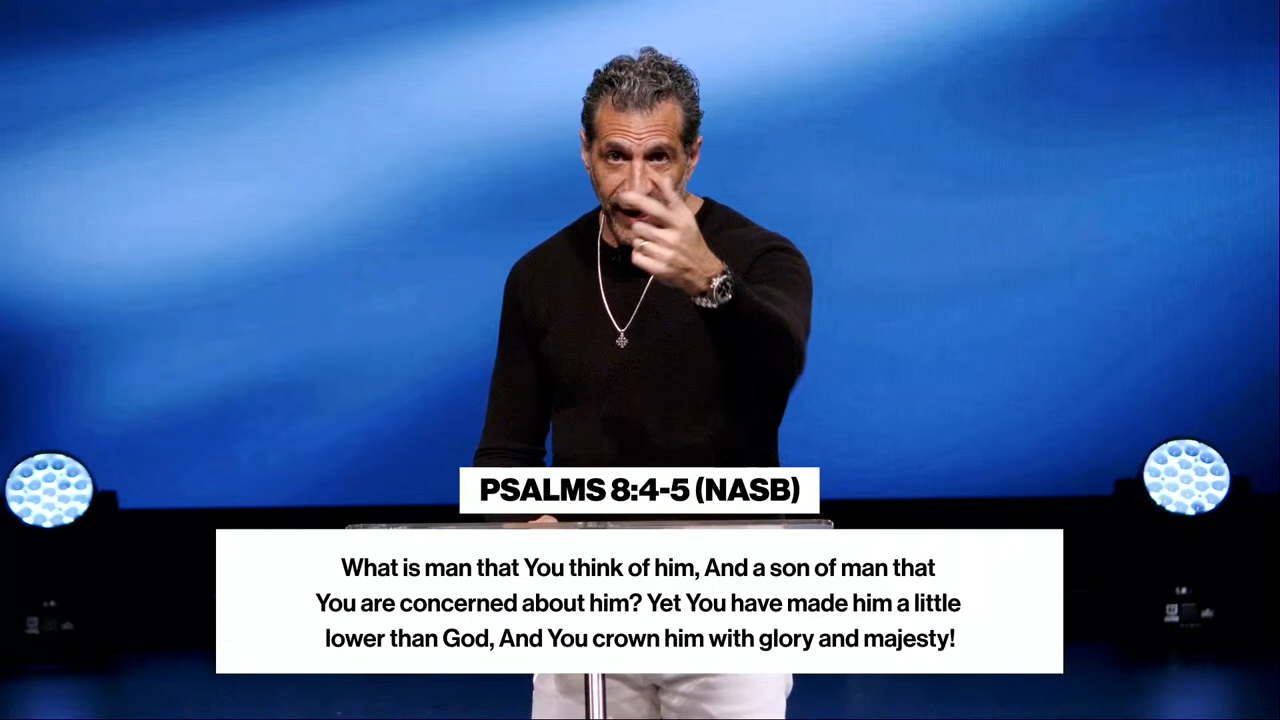 PSALMS 8:4-5 (NASB)
What is man that You think of him, And a son of man that
You are concerned about him? Yet You have made him a little
lower than God, And You crown him with glory and majesty!